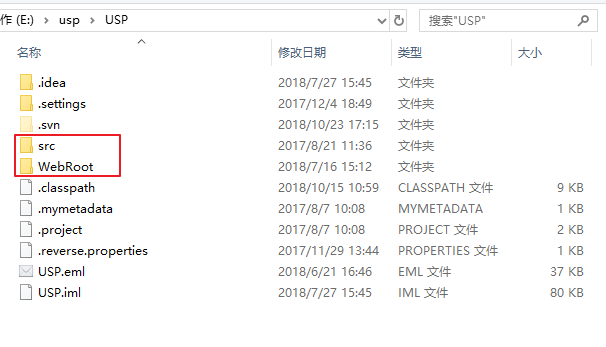 作 (E:) > usp > USP 搜索"USP"
名称 修改日期 类型 大小
.idea 2018/7/27 15:45 文件夹
.settings 2017/12/4 18:49 文件夹
.svn 2018/10/23 17:15 文件夹
src 2017/8/21 11:36 文件夹
WebRoot 2018/7/16 15:12 文件夹
.classpath 2018/10/15 10:59 CLASSPATH 文件 9 KB
.mymetadata 2017/8/7 10:08 MYMETADATA 1 KB
.project 2017/8/7 10:08 PROJECT 文件 2 KB
.reverse.properties 2017/11/29 13:44 PROPERTIES 文件 1 KB
USP.eml 2018/6/21 16:46 EML 文件 37 KB
USP.iml 2018/7/27 15:45 IML 文件 80 KB